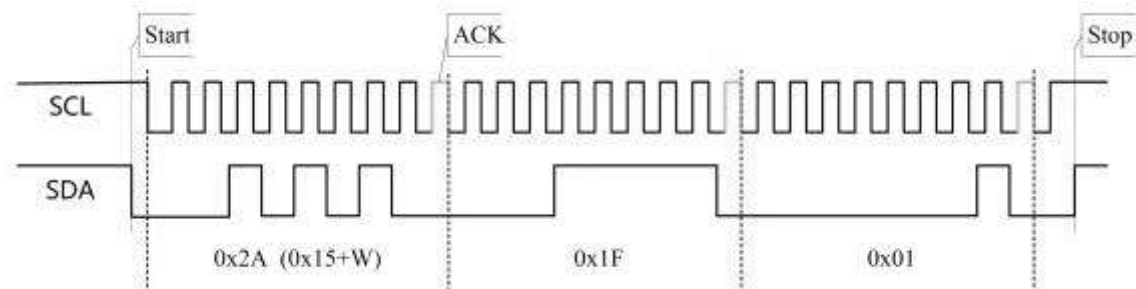 Start
ACK
Stop
SCL
SDA
0x2A (0x15+W)
0x1F
0x01